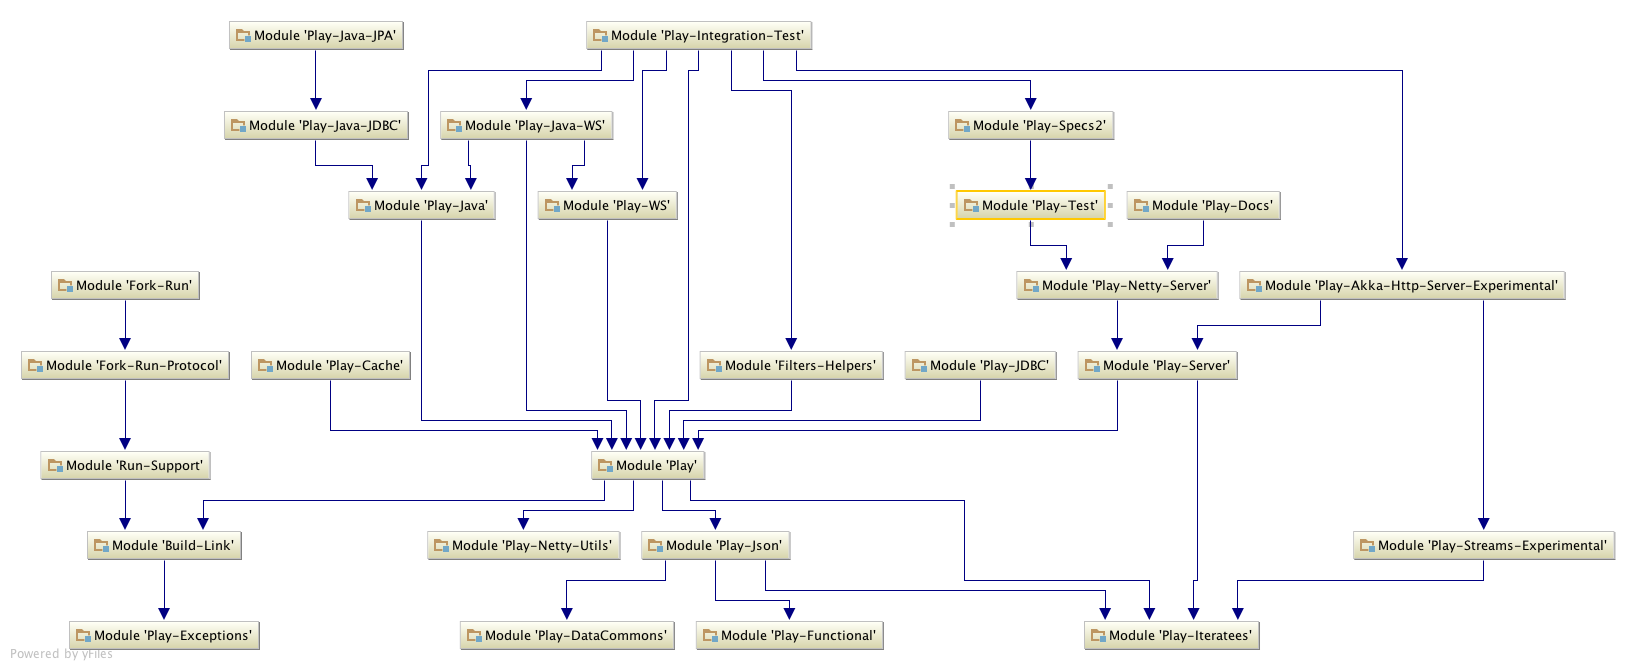 Module 'Play-Java-JPA'
Module 'Play-Integration-Test'
Module 'Play-Java-JDBC'
Module 'Play-Java-WS'
Module 'Play-Specs2'
Module 'Play-Java'
Module 'Play-WS'
Module 'Play-Test'
Module 'Play-Docs'
Module 'Fork-Run'
Module 'Play-Netty-Server'
Module 'Play-Akka-Http-Server-Experimental'
Module 'Fork-Run-Protocol'
Module 'Play-Cache'
Module 'Filters-Helpers'
Module 'Play-JDBC'
Module 'Play-Server'
Module 'Run-Support'
Module 'Play'
Module 'Build-Link'
Module 'Play-Netty-Utils'
Module 'Play-Json'
Module 'Play-Streams-Experimental'
Module 'Play-Exceptions'
Module 'Play-DataCommons'
Module 'Play-Functional'
Module 'Play-Iteratees'
Powered by yFiles